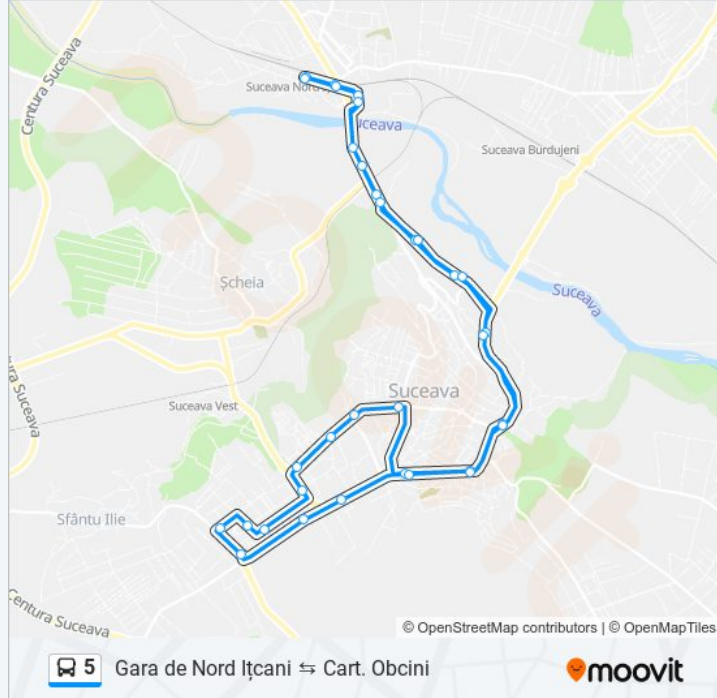 Centura Suceava
Suceava Nord
Suceava
Suceava Burdujeni
Șcheia
Suceava
Suceava
Suceava Vest
Sfântu Ilie
Centura Suceava
© OpenStreetMap contributors | © OpenMapTiles
5 Gara de Nord Ițcani ⇆ Cart. Obcini
moovit